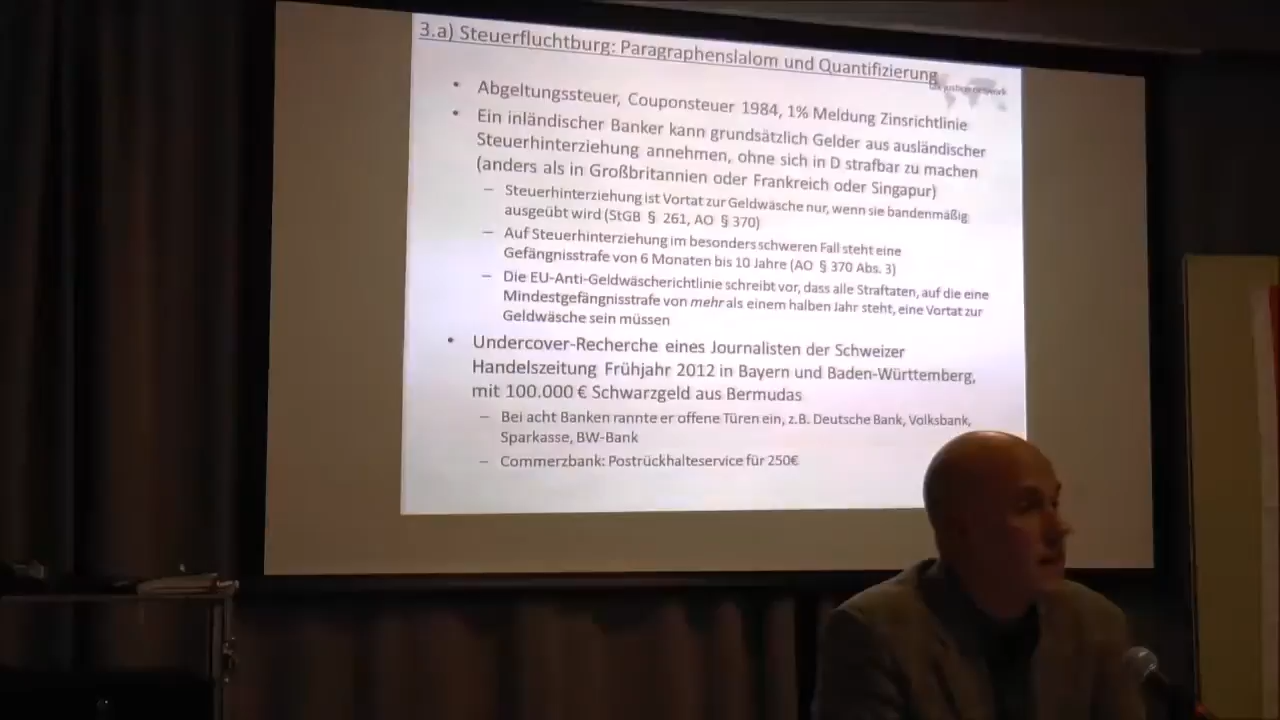 3.a) Steuerfluchtburg: Paragraphenslalom und Quantifizierung
tax justice network
• Abgeltungssteuer, Couponsteuer 1984, 1% Meldung Zinsrichtlinie
• Ein inländischer Banker kann grundsätzlich Gelder aus ausländischer
Steuerhinterziehung annehmen, ohne sich in D strafbar zu machen
(anders als in Großbritannien oder Frankreich oder Singapur)
– Steuerhinterziehung ist Vortat zur Geldwäsche nur, wenn sie bandenmäßig
ausgeübt wird (StGB § 261, AO § 370)
– Auf Steuerhinterziehung im besonders schweren Fall steht eine
Gefängnisstrafe von 6 Monaten bis 10 Jahre (AO § 370 Abs. 3)
– Die EU-Anti-Geldwäscherichtlinie schreibt vor, dass alle Straftaten, auf die eine
Mindestgefängnisstrafe von mehr als einem halben Jahr steht, eine Vortat zur
Geldwäsche sein müssen
• Undercover-Recherche eines Journalisten der Schweizer
Handelszeitung Frühjahr 2012 in Bayern und Baden-Württemberg,
mit 100.000 € Schwarzgeld aus Bermudas
– Bei acht Banken rannte er offene Türen ein, z.B. Deutsche Bank, Volksbank,
Sparkasse, BW-Bank
– Commerzbank: Postrückhalteservice für 250€